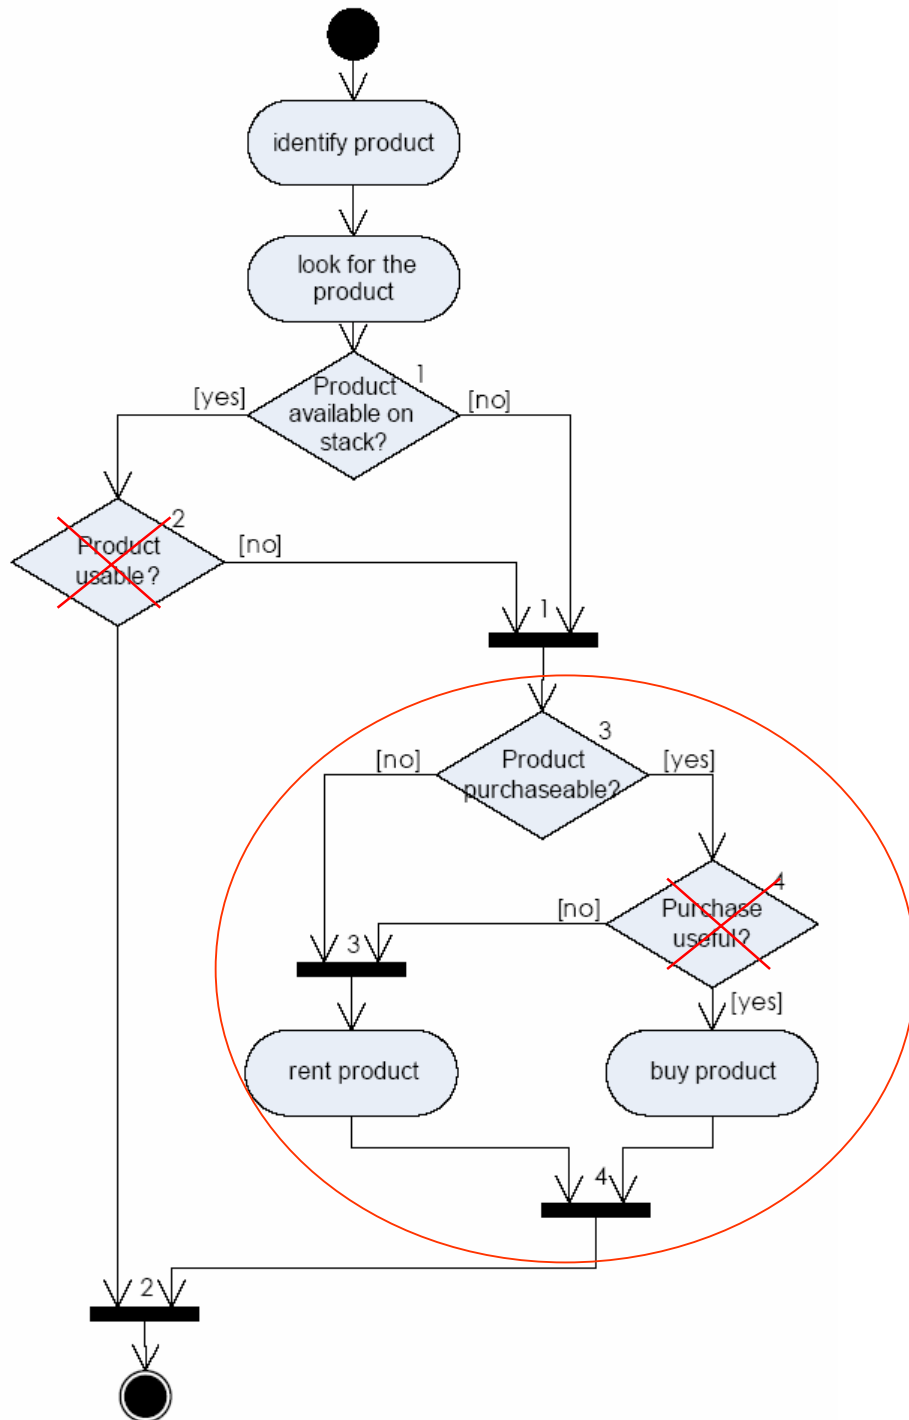 identify product
look for the
product
1
Product
available on
stack?
[yes]
[no]
2
Product
usable?
[no]
1
3
Product
purchaseable?
[no]
[yes]
4
Purchase
useful?
[no]
3
[yes]
rent product
buy product
4
2